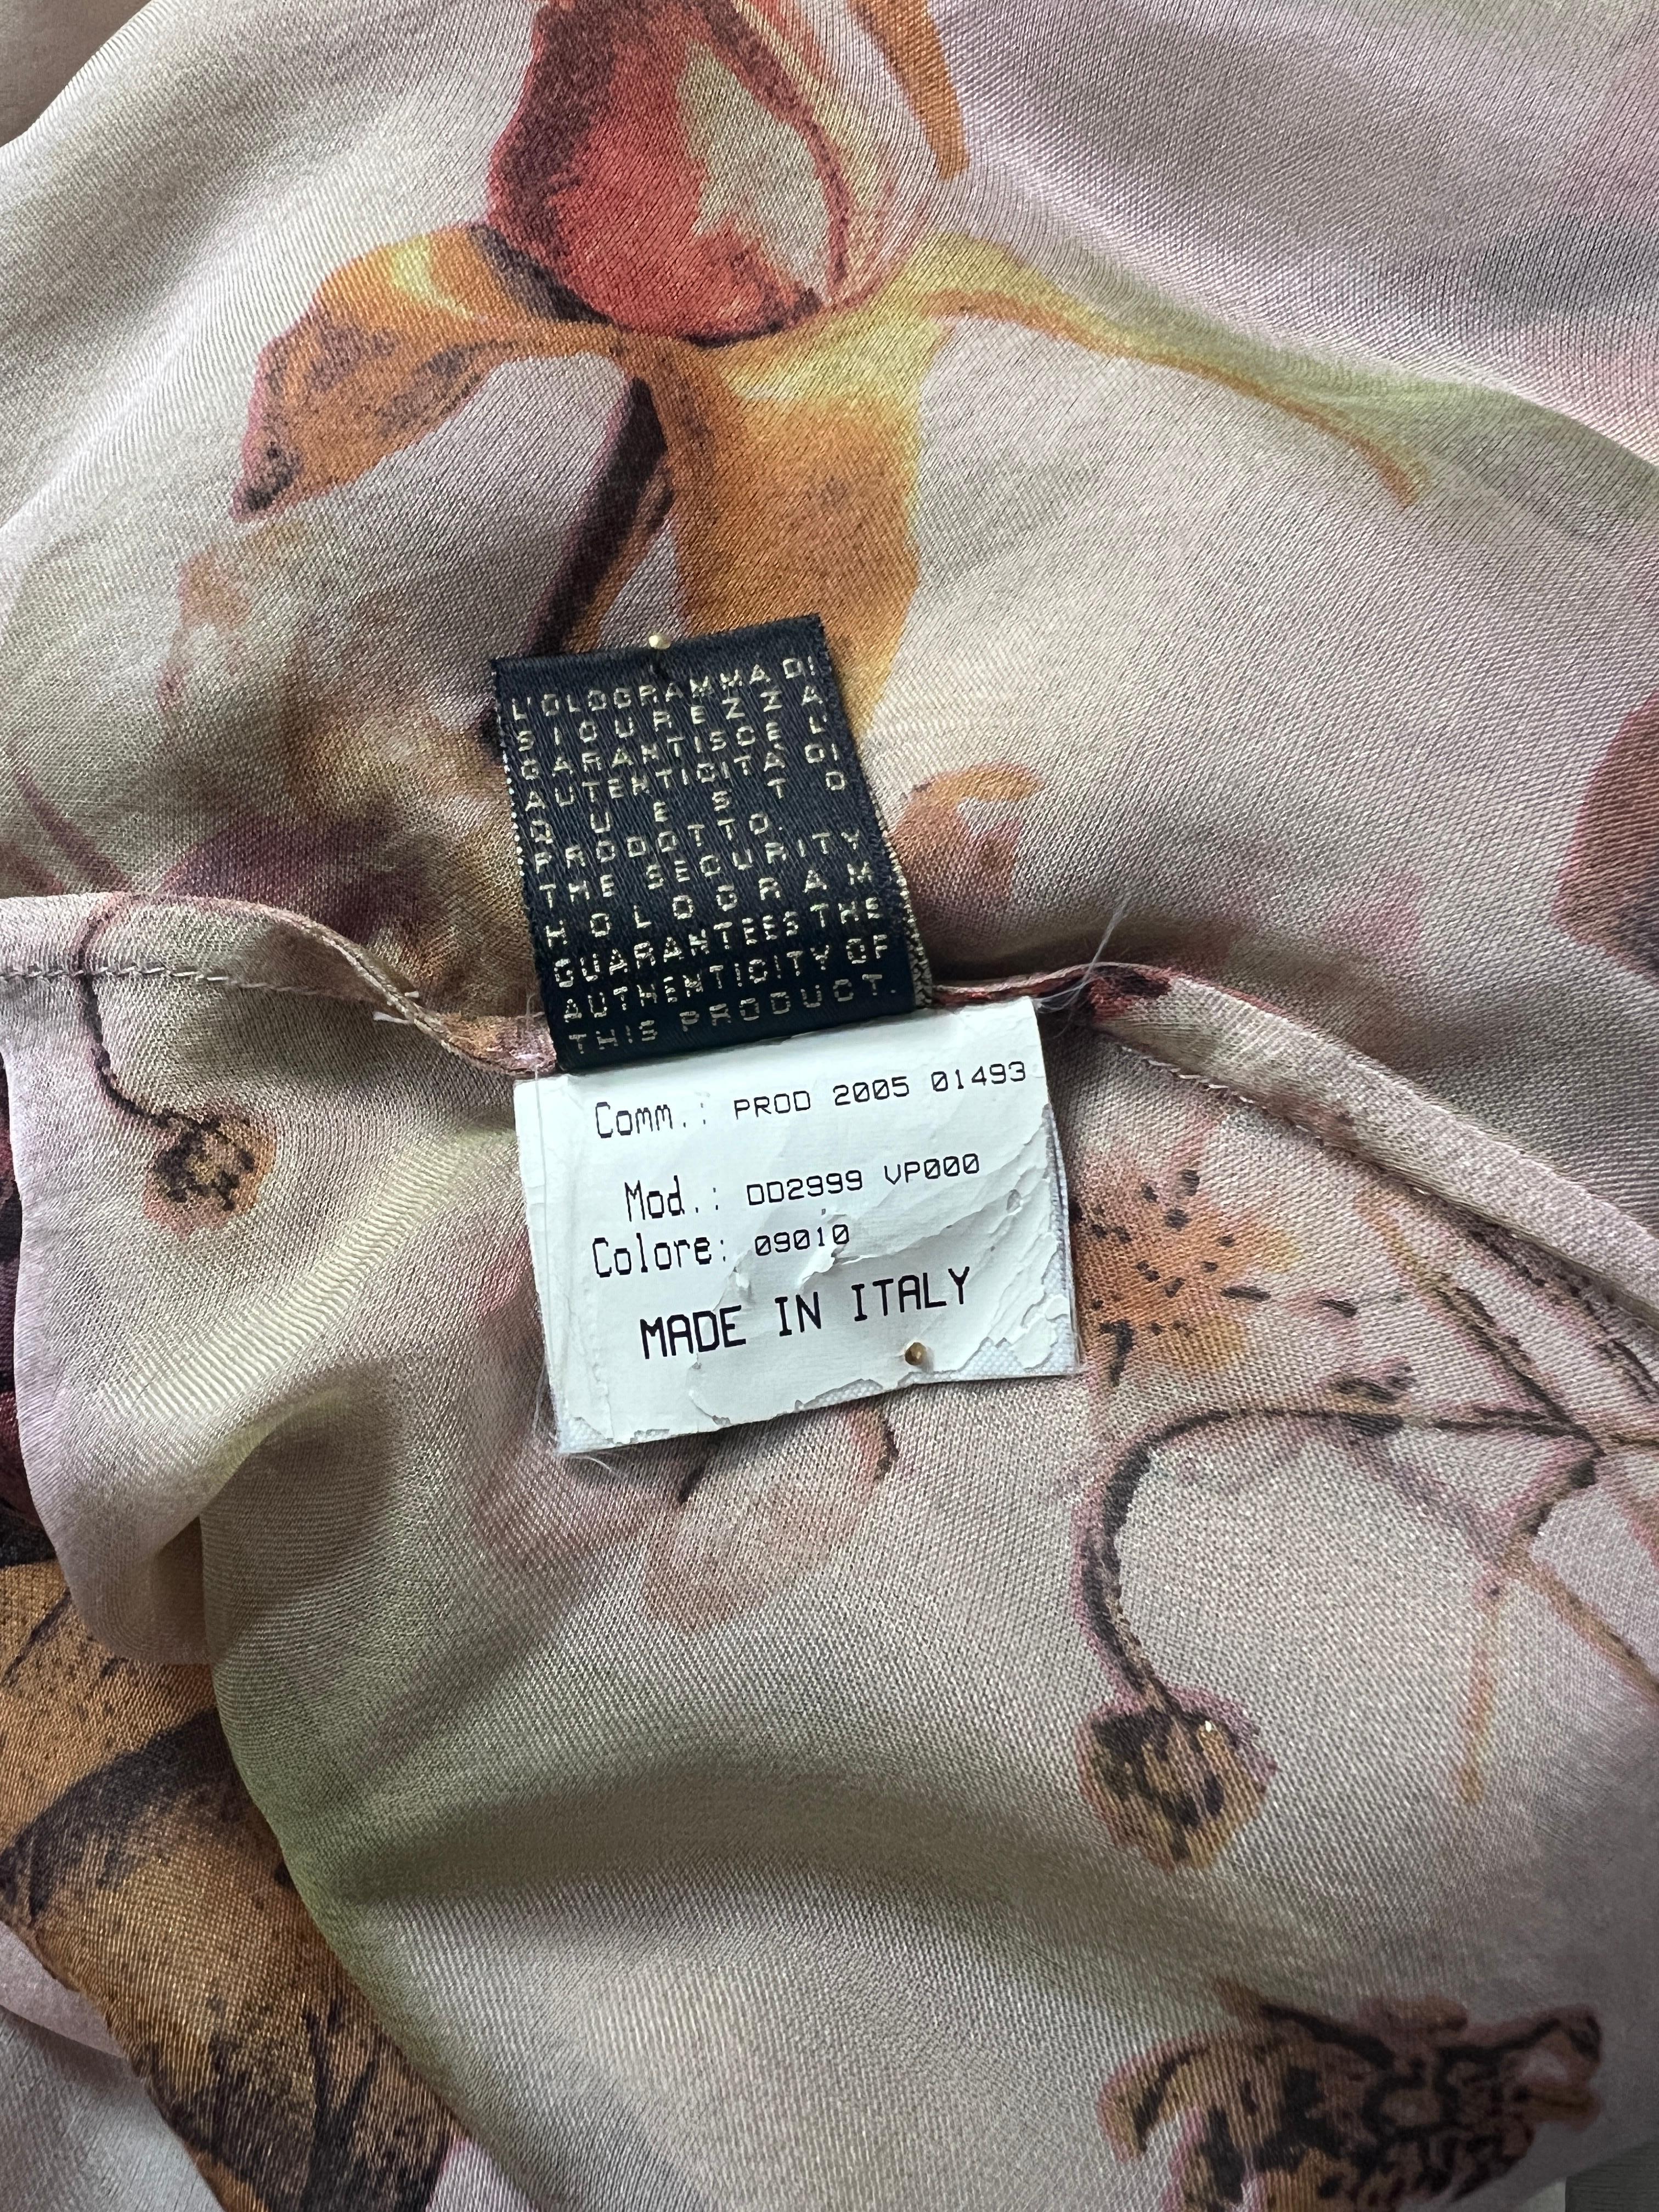 L'OLOGRAMMA DI
SICUREZZA
GARANTISCE L'
AUTENTICITA DI
QUESTO
PRODOTTO.
THE SECURITY
HOLOGRAM
GUARANTEES THE
AUTHENTICITY OF
THIS PRODUCT.
Comm.: PROD 2005 01493
Mod.: DD2999 VP000
Colore: 09010
MADE IN ITALY